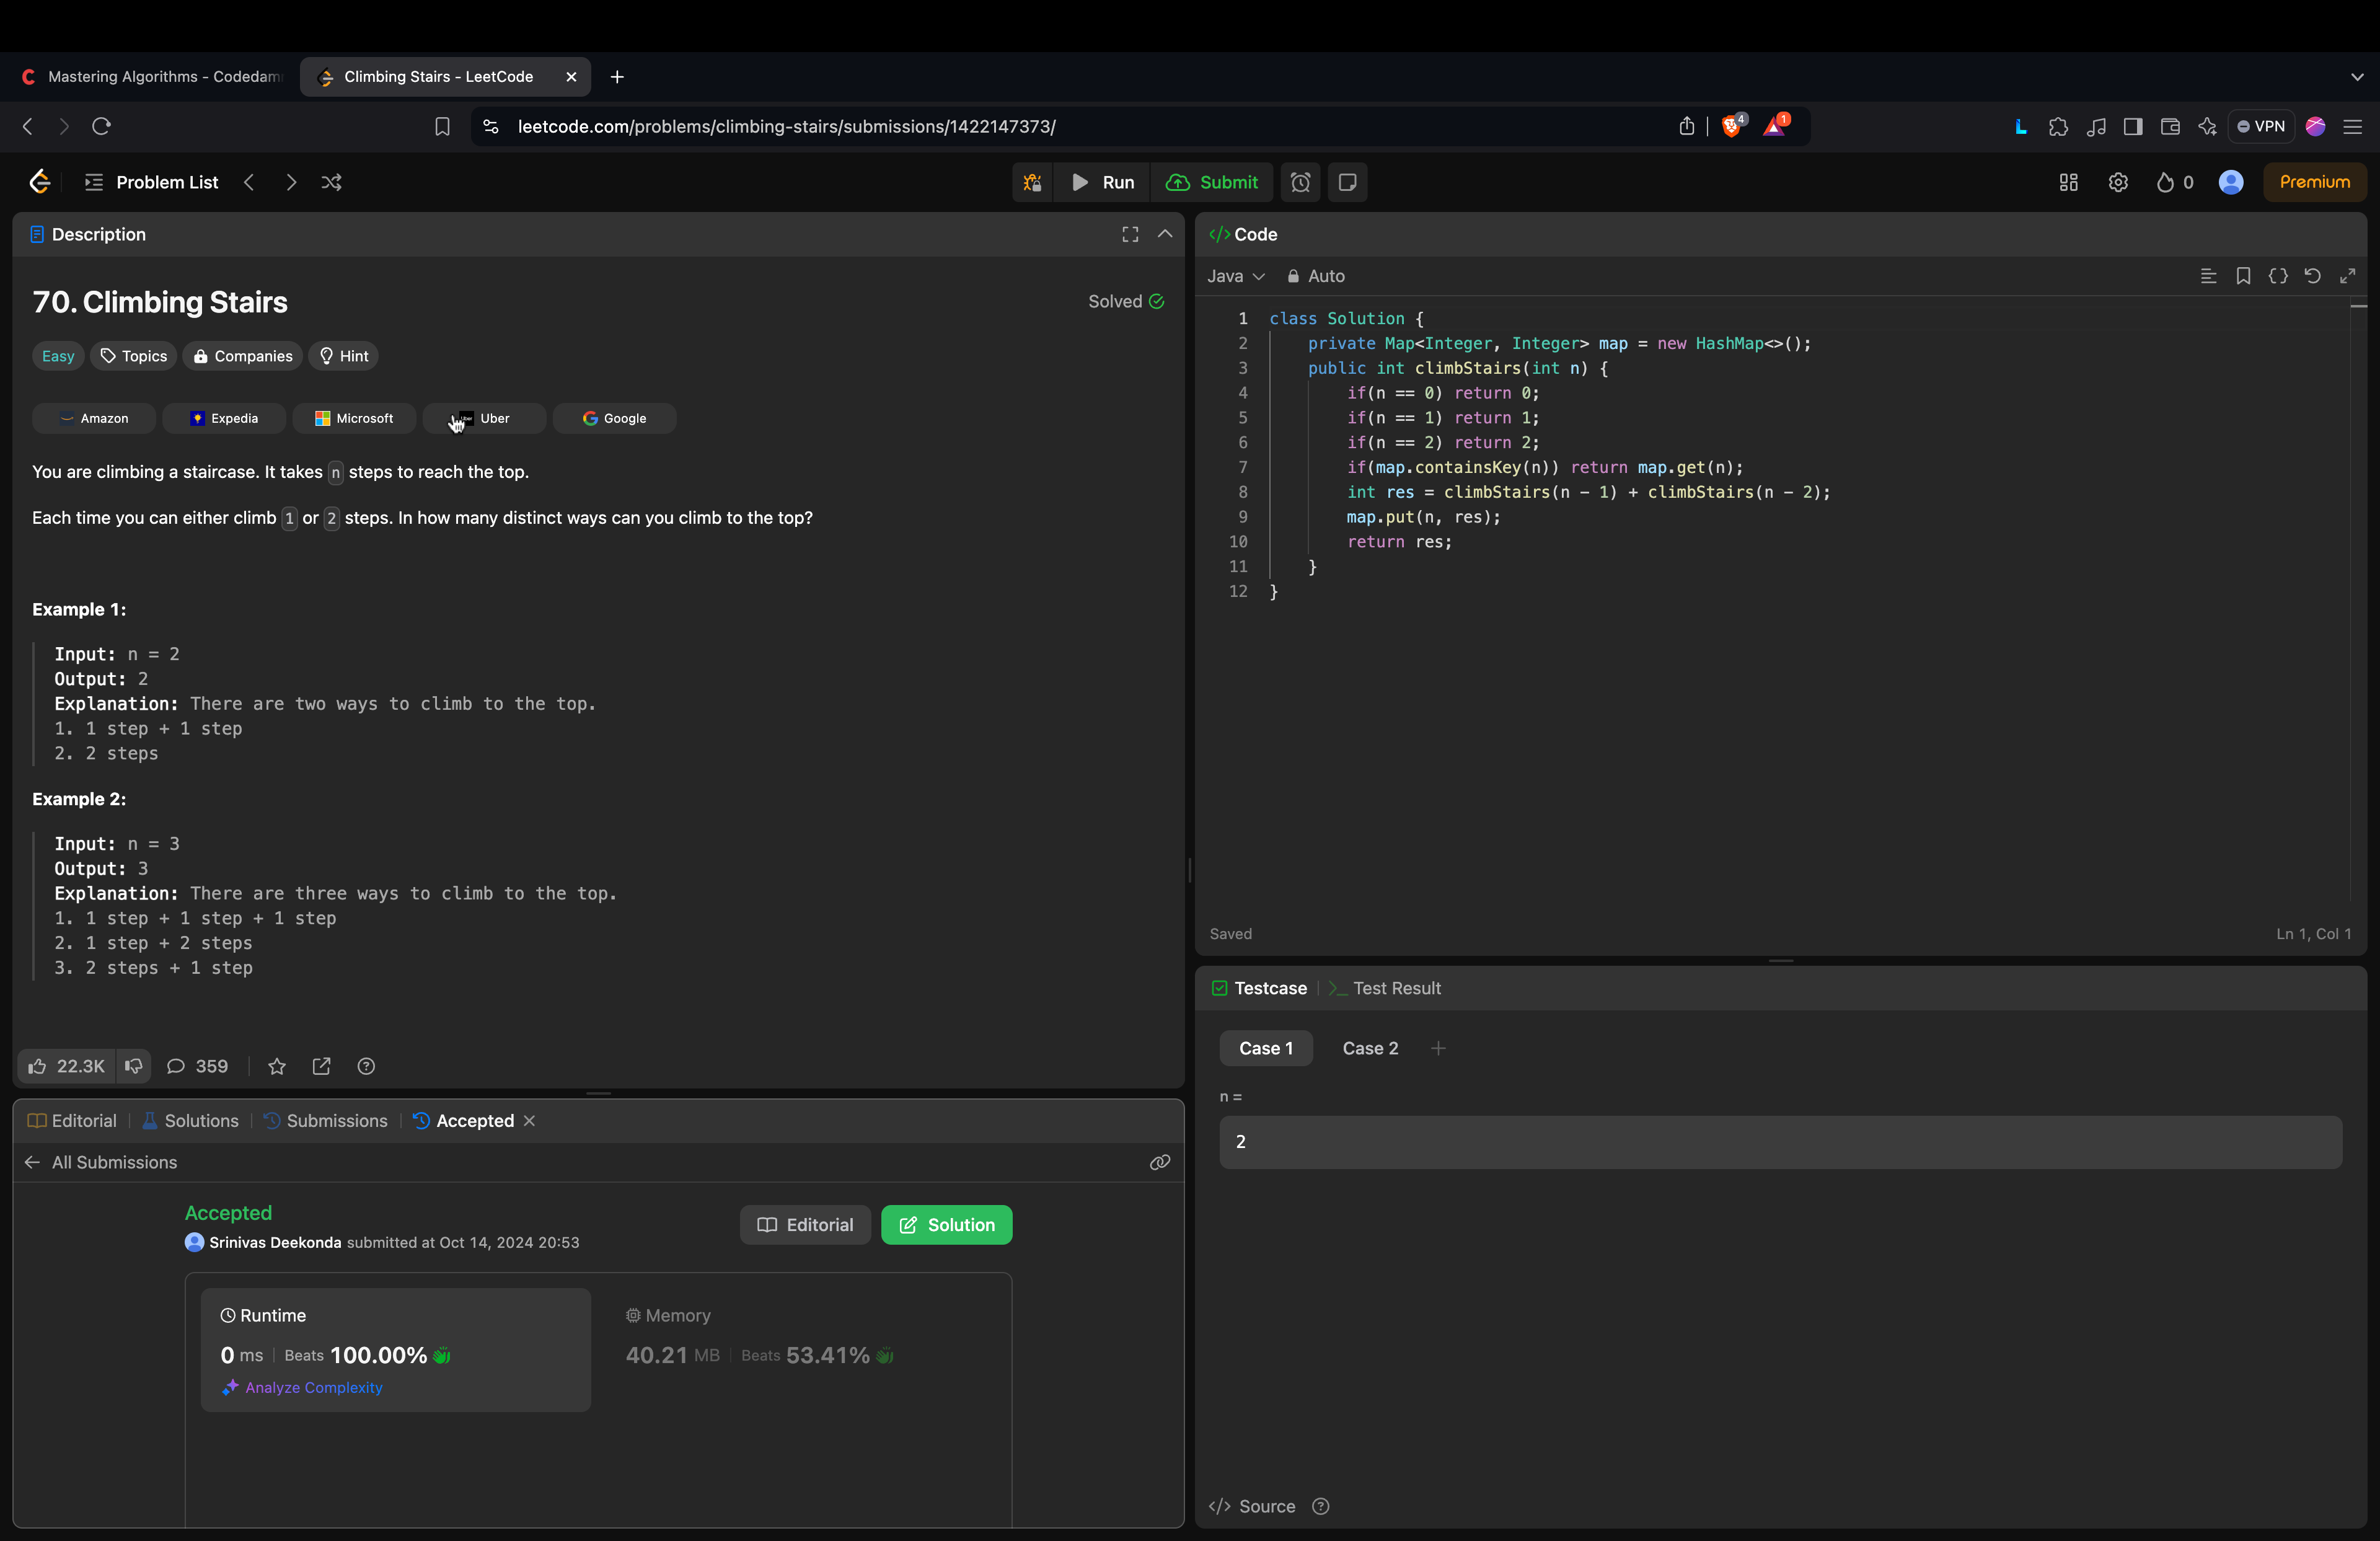 Mastering Algorithms - Codedam
Climbing Stairs - LeetCode
leetcode.com/problems/climbing-stairs/submissions/1422147373/
4
1
VPN
Problem List
Run
Submit
0
Premium
Description
70. Climbing Stairs
Solved
Easy
Topics
Companies
Hint
Amazon
Expedia
Microsoft
Uber
Google
You are climbing a staircase. It takes n steps to reach the top.
Each time you can either climb 1 or 2 steps. In how many distinct ways can you climb to the top?
Example 1:
Input: n = 2
Output: 2
Explanation: There are two ways to climb to the top.
1. 1 step + 1 step
2. 2 steps
Example 2:
Input: n = 3
Output: 3
Explanation: There are three ways to climb to the top.
1. 1 step + 1 step + 1 step
2. 1 step + 2 steps
3. 2 steps + 1 step
22.3K
359
Editorial
Solutions
Submissions
Accepted
All Submissions
Accepted
Srinivas Deekonda submitted at Oct 14, 2024 20:53
Editorial
Solution
Runtime
0 ms | Beats 100.00%
Analyze Complexity
Memory
40.21 MB | Beats 53.41%
</> Code
Java
Auto
1 class Solution {
2 private Map<Integer, Integer> map = new HashMap<>();
3 public int climbStairs(int n) {
4 if(n == 0) return 0;
5 if(n == 1) return 1;
6 if(n == 2) return 2;
7 if(map.containsKey(n)) return map.get(n);
8 int res = climbStairs(n - 1) + climbStairs(n - 2);
9 map.put(n, res);
10 return res;
11 }
12 }
Saved
Ln 1, Col 1
Testcase
>_ Test Result
Case 1
Case 2
n =
2
</> Source